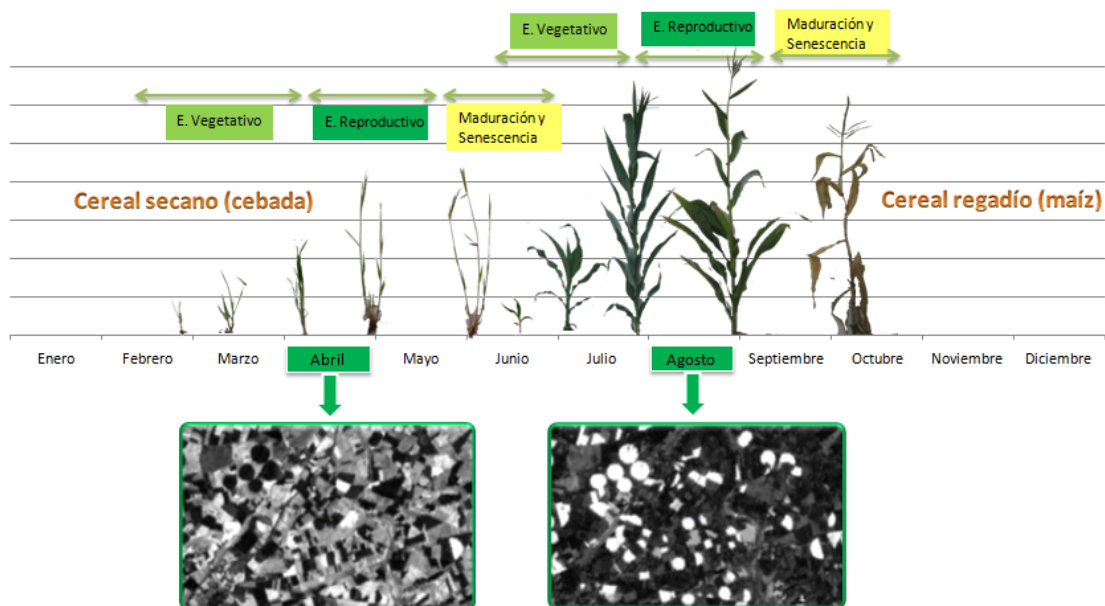 E. Vegetativo
E. Reproductivo
Maduración y
Senescencia
E. Vegetativo
E. Reproductivo
Maduración y
Senescencia
Cereal secano (cebada)
Cereal regadío (maíz)
Enero
Febrero
Marzo
Abril
Mayo
Junio
Julio
Agosto
Septiembre
Octubre
Noviembre
Diciembre